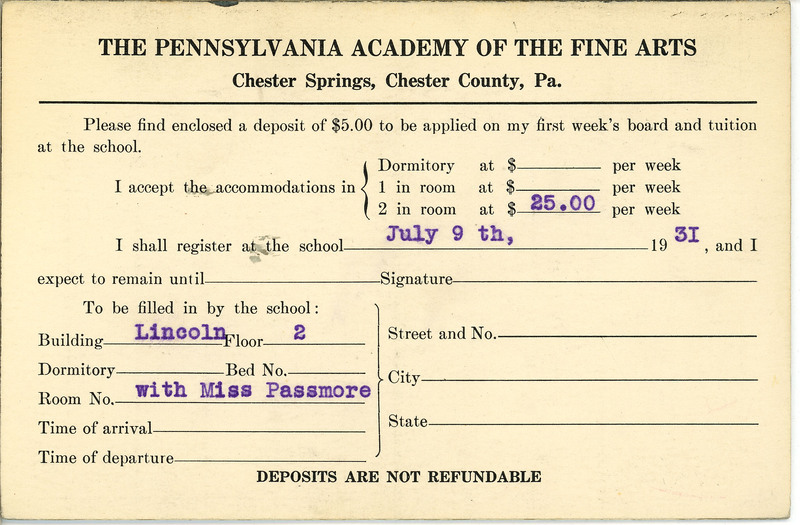 THE PENNSYLVANIA ACADEMY OF THE FINE ARTS
Chester Springs, Chester County, Pa.
Please find enclosed a deposit of $5.00 to be applied on my first week's board and tuition
at the school.
I accept the accommodations in
Dormitory at $ per week
1 in room at $ per week
2 in room at $ 25.00 per week
I shall register at the school July 9 th, 19 3I, and I
expect to remain until Signature
To be filled in by the school:
Building Lincoln Floor 2
Dormitory Bed No.
Room No. with Miss Passmore
Time of arrival
Time of departure
Street and No.
City
State
DEPOSITS ARE NOT REFUNDABLE